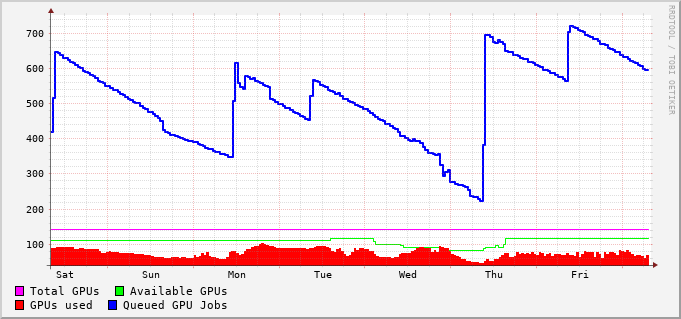 700
600
500
400
300
200
100
Sat Sun Mon Tue Wed Thu Fri
Total GPUs Available GPUs
GPUs used Queued GPU Jobs
RRDTOOL / TOBI OETIKER